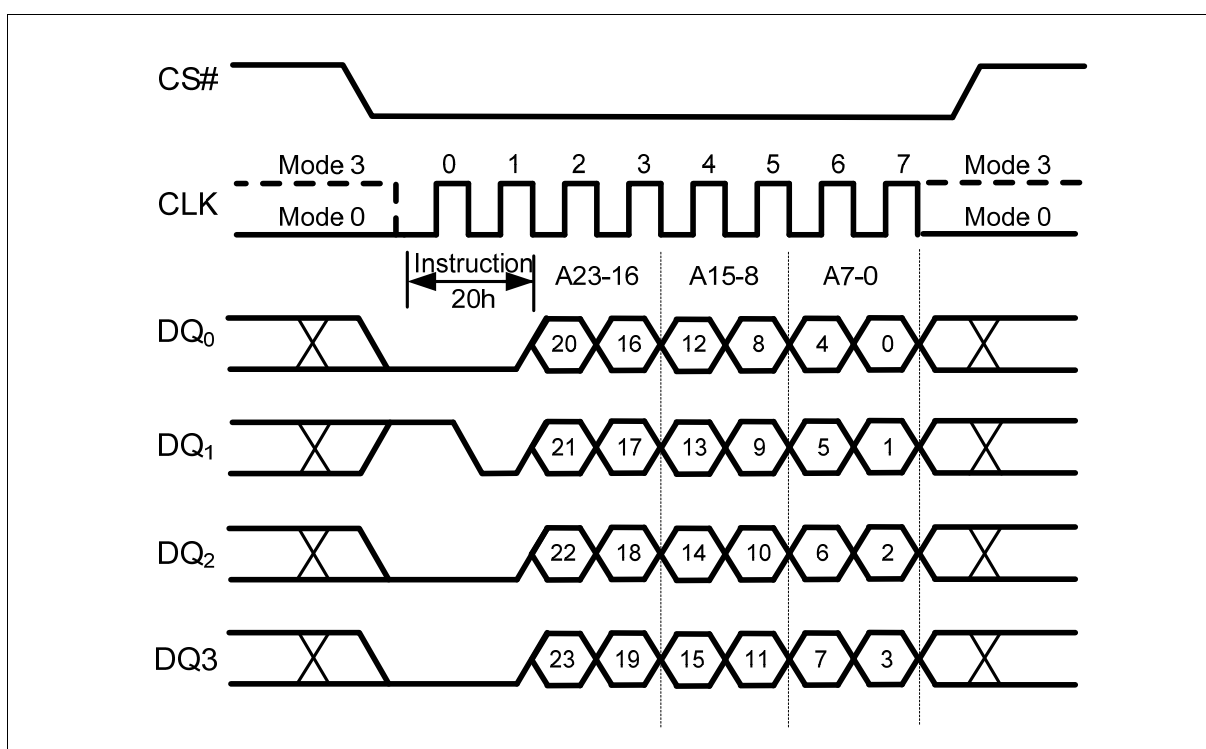 CS#
Mode 3 0 1 2 3 4 5 6 7 Mode 3
CLK
Mode 0 Mode 0
Instruction A23-16 A15-8 A7-0
20h
DQ0 20 16 12 8 4 0
DQ1 21 17 13 9 5 1
DQ2 22 18 14 10 6 2
DQ3 23 19 15 11 7 3